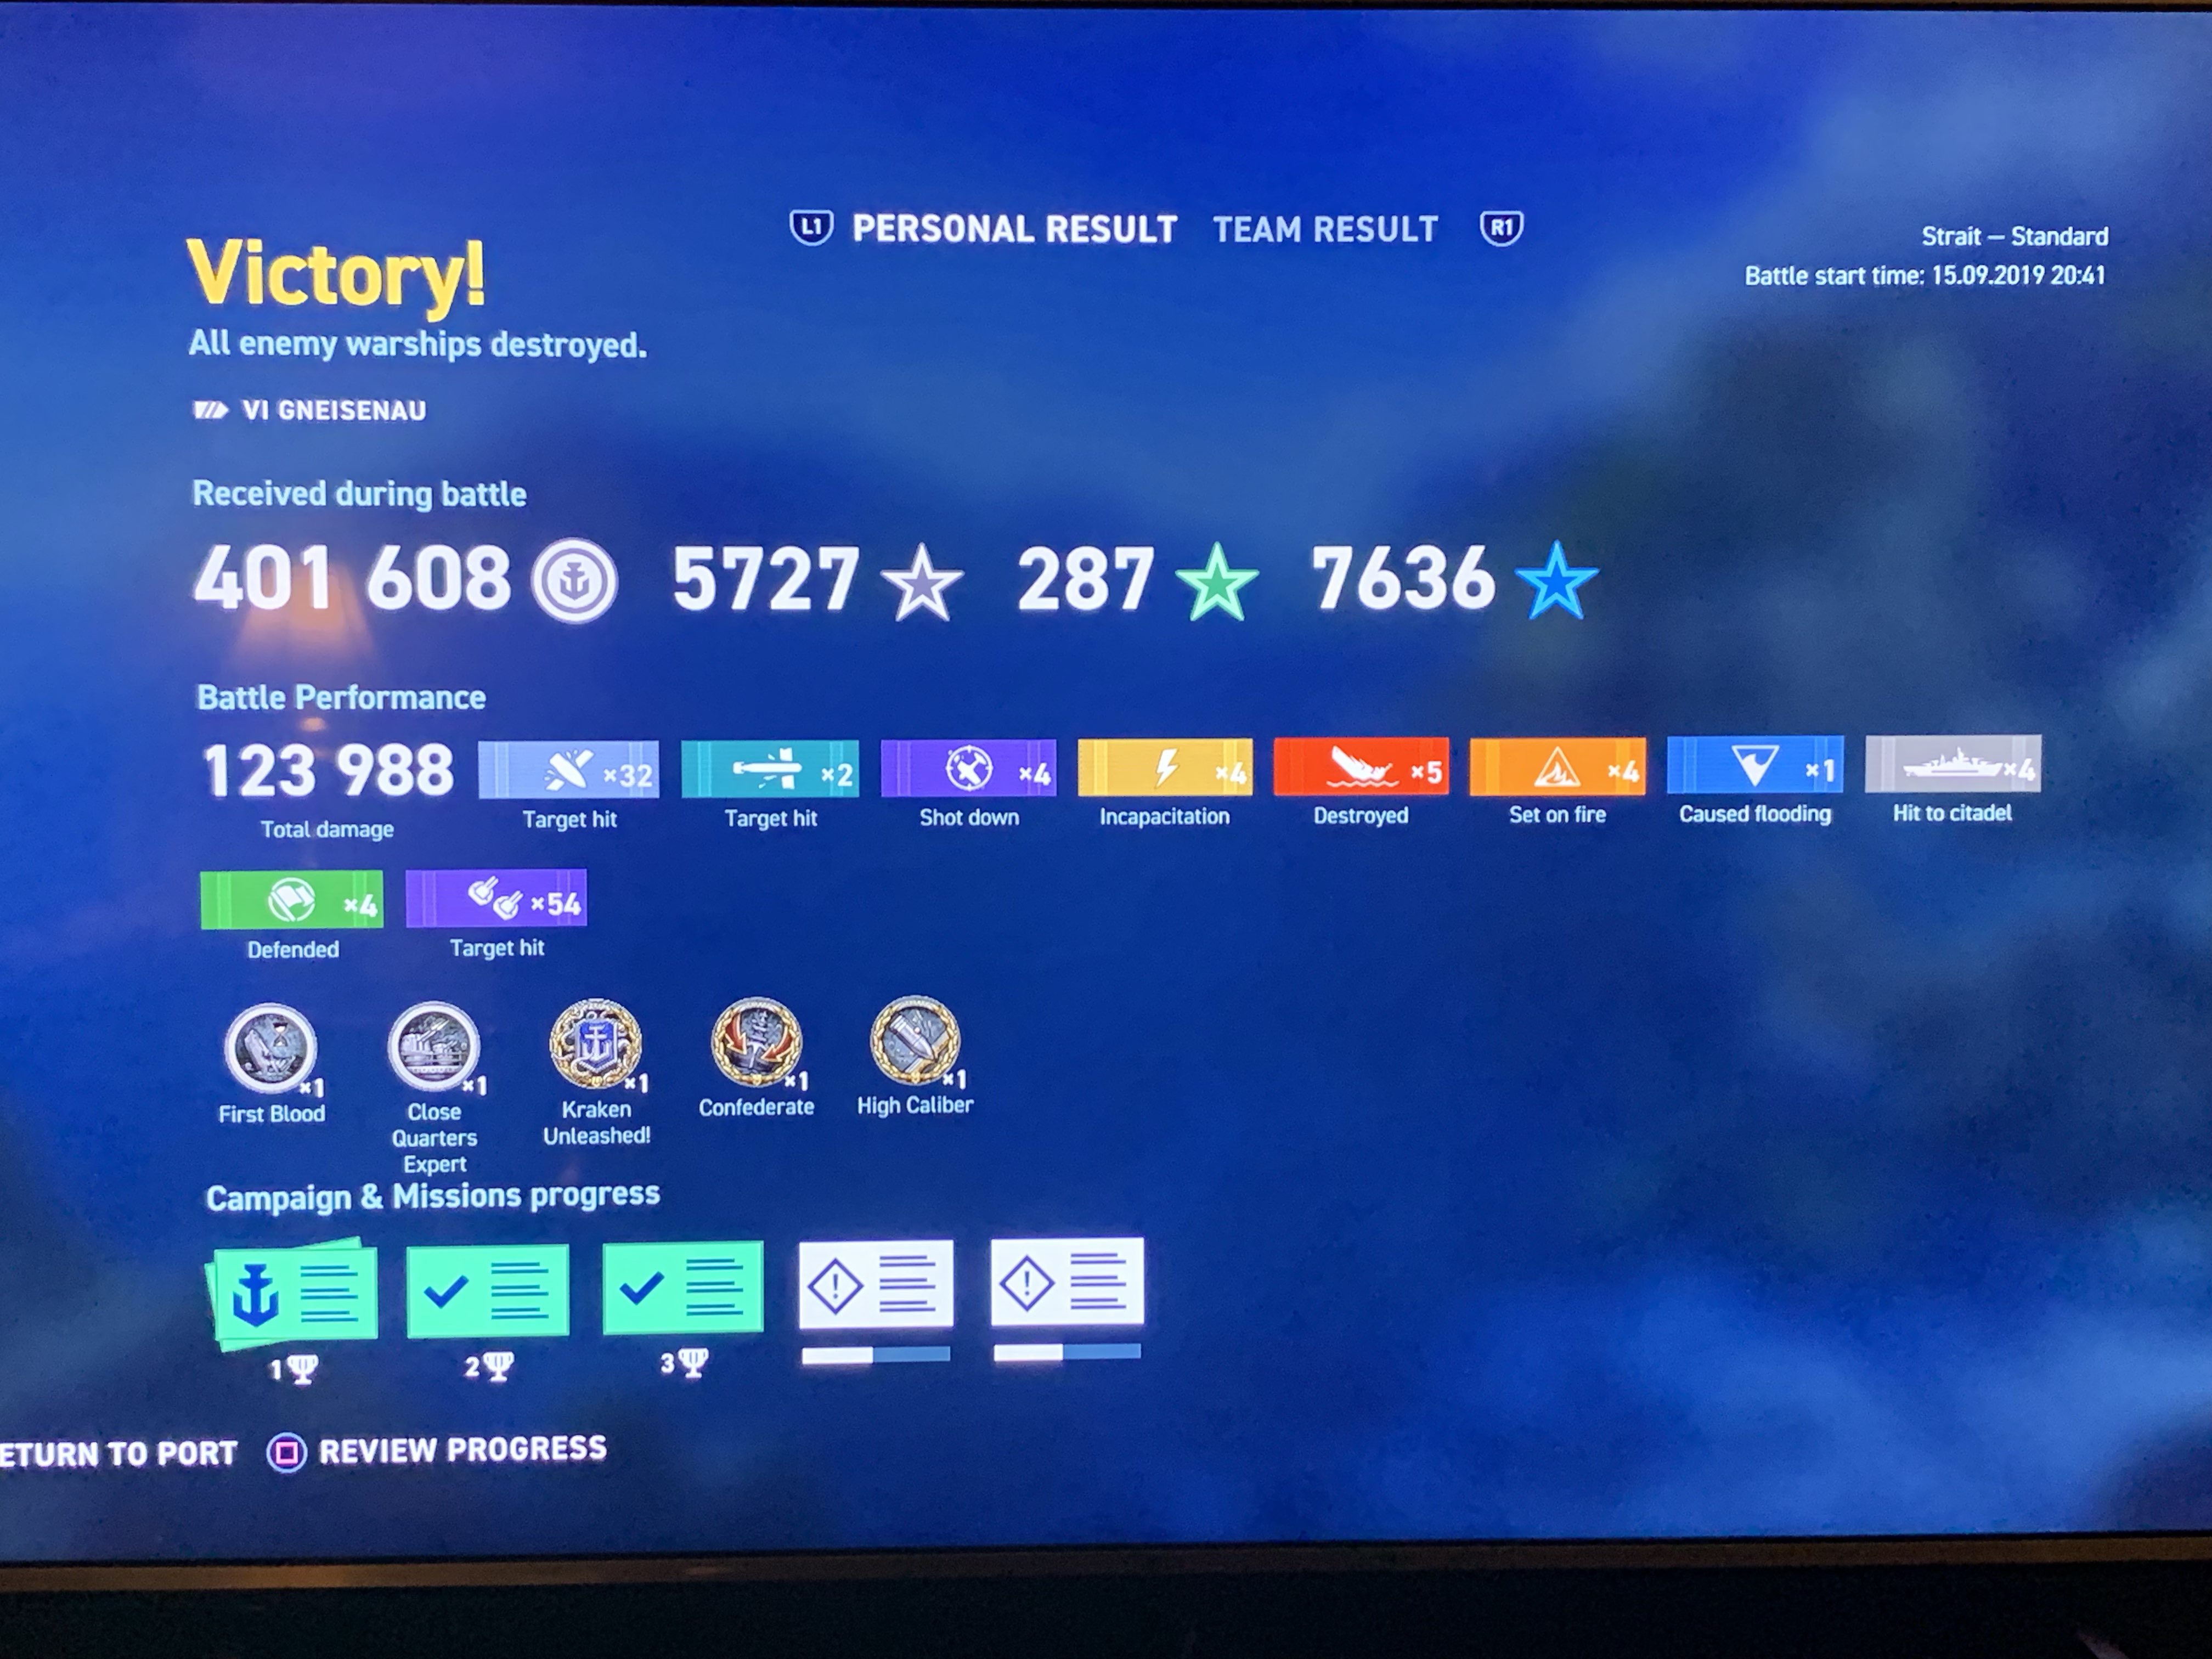 L1 PERSONAL RESULT TEAM RESULT R1
Strait – Standard
Battle start time: 15.09.2019 20:41
Victory!
All enemy warships destroyed.
VI GNEISENAU
Received during battle
401 608 5727 287 7636
Battle Performance
123 988 ×32 ×2 ×4 ×4 ×5 ×4 ×1 ×4
Total damage Target hit Target hit Shot down Incapacitation Destroyed Set on fire Caused flooding Hit to citadel
×4 ×54
Defended Target hit
×1 ×1 ×1 ×1 ×1
First Blood Close Kraken Confederate High Caliber
Quarters Unleashed!
Expert
Campaign & Missions progress
! !
1 2 3
ETURN TO PORT REVIEW PROGRESS